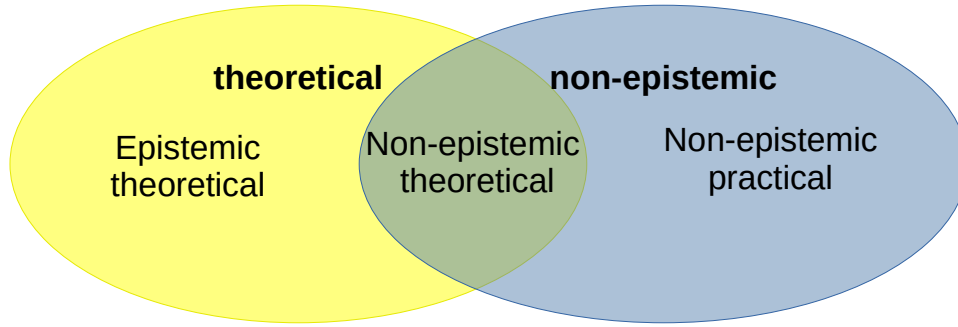 theoretical
non-epistemic
Epistemic
theoretical
Non-epistemic
theoretical
Non-epistemic
practical